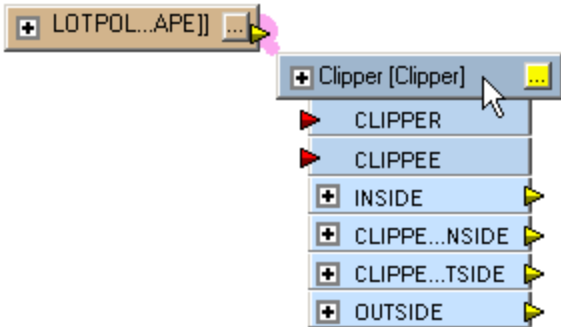 LOTPOL...APE]] ...
Clipper [Clipper] ...
CLIPPER
CLIPPEE
INSIDE
CLIPPE...NSIDE
CLIPPE...TSIDE
OUTSIDE